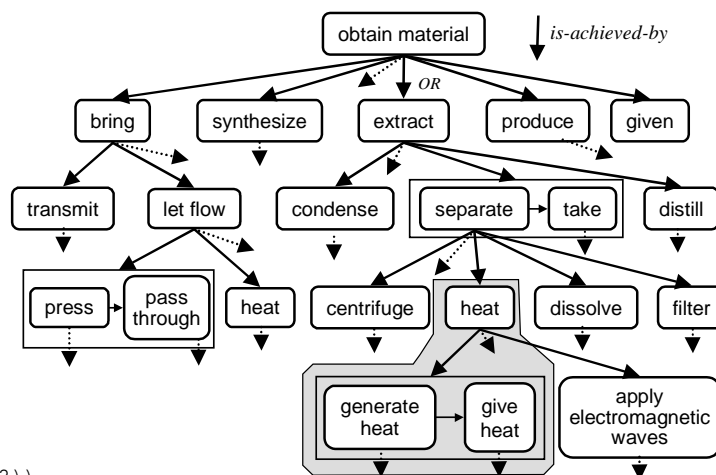 obtain material
is-achieved-by
OR
bring
synthesize
extract
produce
given
transmit
let flow
condense
separate
take
distill
press
pass
through
heat
centrifuge
heat
dissolve
filter
generate
heat
give
heat
apply
electromagnetic
waves